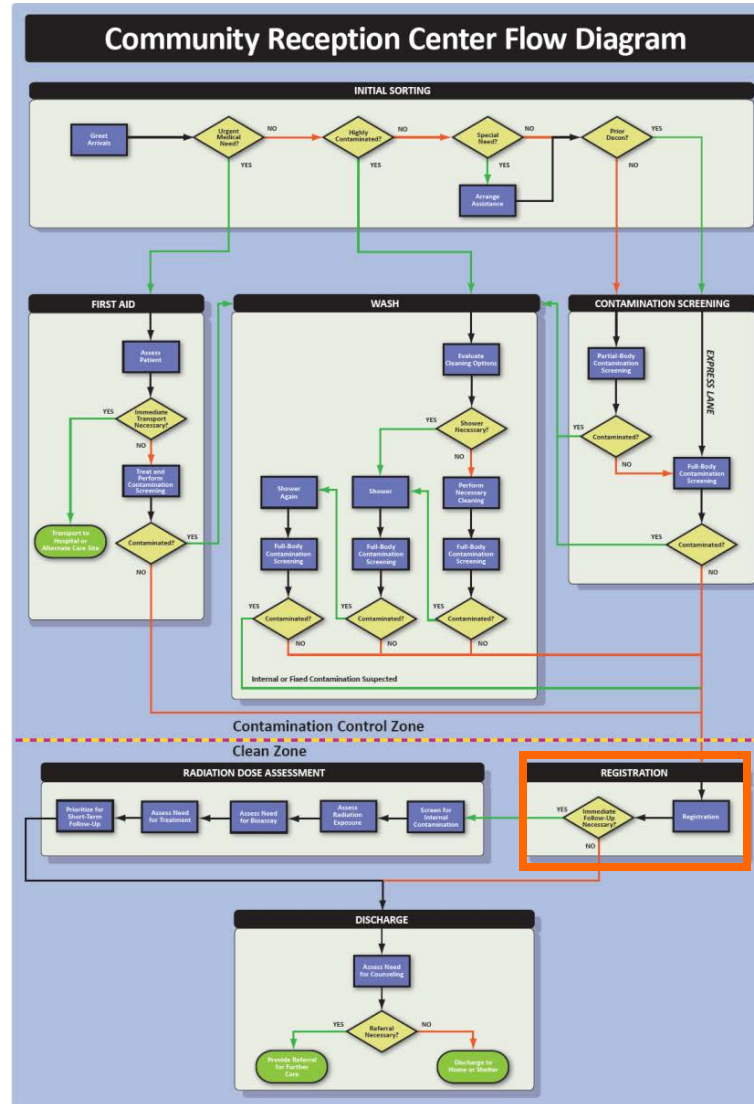 Community Reception Center Flow Diagram
INITIAL SORTING
Greet
Arrivals
Urgent
Medical
Need?
NO
YES
Highly
Contaminated?
NO
YES
Special
Need?
NO
YES
Arrange
Assistance
Prior
Decon?
YES
NO
FIRST AID
Assess
Patient
YES
Immediate
Transport
Necessary?
NO
Treat and
Perform
Contamination
Screening
Transport to
Hospital or
Alternate Care Site
Contaminated?
YES
NO
WASH
Evaluate
Cleaning Options
YES
Shower
Necessary?
NO
Shower
Again
Shower
Perform
Necessary
Cleaning
Full-Body
Contamination
Screening
Full-Body
Contamination
Screening
Full-Body
Contamination
Screening
YES
Contaminated?
NO
YES
Contaminated?
NO
YES
Contaminated?
NO
Internal or Fixed Contamination Suspected
CONTAMINATION SCREENING
Partial-Body
Contamination
Screening
EXPRESS LANE
YES
Contaminated?
NO
Full-Body
Contamination
Screening
YES
Contaminated?
NO
Contamination Control Zone
Clean Zone
RADIATION DOSE ASSESSMENT
Prioritize for
Short-Term
Follow-Up
Assess Need
for Treatment
Assess Need
for Bioassay
Assess
Radiation
Exposure
Screen for
Internal
Contamination
REGISTRATION
YES
Immediate
Follow-Up
Necessary?
NO
Registration
DISCHARGE
Assess Need
for Counseling
YES
Referral
Necessary?
NO
Provide Referral
for Further
Care
Discharge to
Home or Shelter